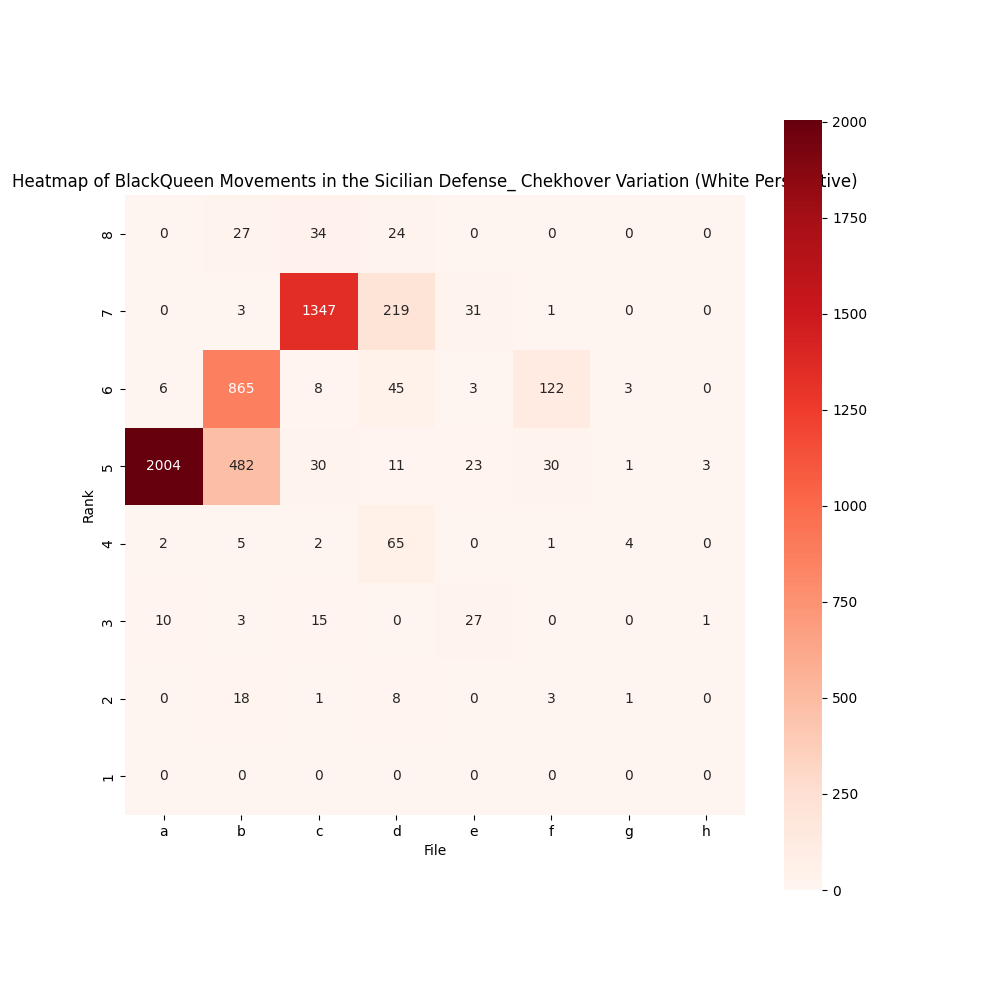 Heatmap of BlackQueen Movements in the Sicilian Defense_ Chekhover Variation (White Pers tive)
8 0 27 34 24 0 0 0 0
7 0 3 1347 219 31 1 0 0
6 6 865 8 45 3 122 3 0
5 2004 482 30 11 23 30 1 3
4 2 5 2 65 0 1 4 0
3 10 3 15 0 27 0 0 1
2 0 18 1 8 0 3 1 0
1 0 0 0 0 0 0 0 0
a b c d e f g h
Rank
File
2000
1750
1500
1250
1000
750
500
250
0